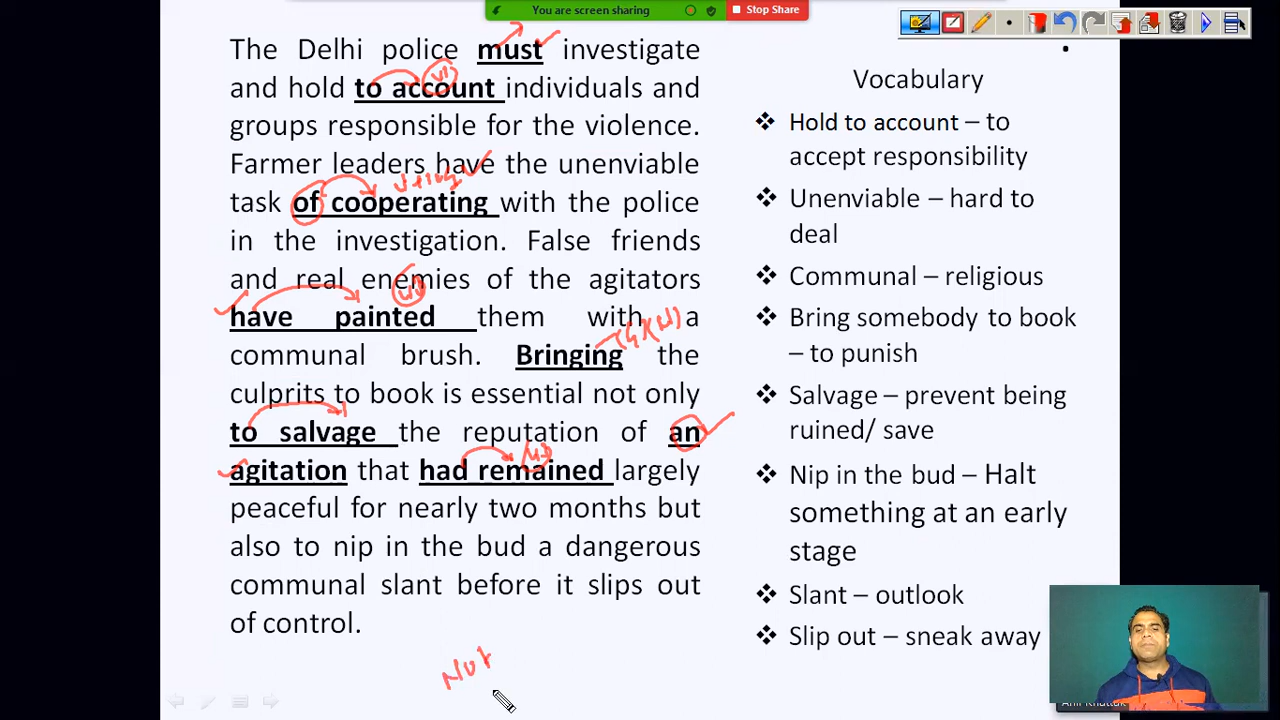 You are screen sharing
Stop Share
The Delhi police must investigate
and hold to account individuals and
groups responsible for the violence.
Farmer leaders have the unenviable
task of cooperating with the police
in the investigation. False friends
and real enemies of the agitators
have painted them with a
communal brush. Bringing the
culprits to book is essential not only
to salvage the reputation of an
agitation that had remained largely
peaceful for nearly two months but
also to nip in the bud a dangerous
communal slant before it slips out
of control.
V1
V+ing
Not
Vocabulary
❖ Hold to account – to
accept responsibility
❖ Unenviable – hard to
deal
❖ Communal – religious
❖ Bring somebody to book
– to punish
❖ Salvage – prevent being
ruined/ save
❖ Nip in the bud – Halt
something at an early
stage
❖ Slant – outlook
❖ Slip out – sneak away